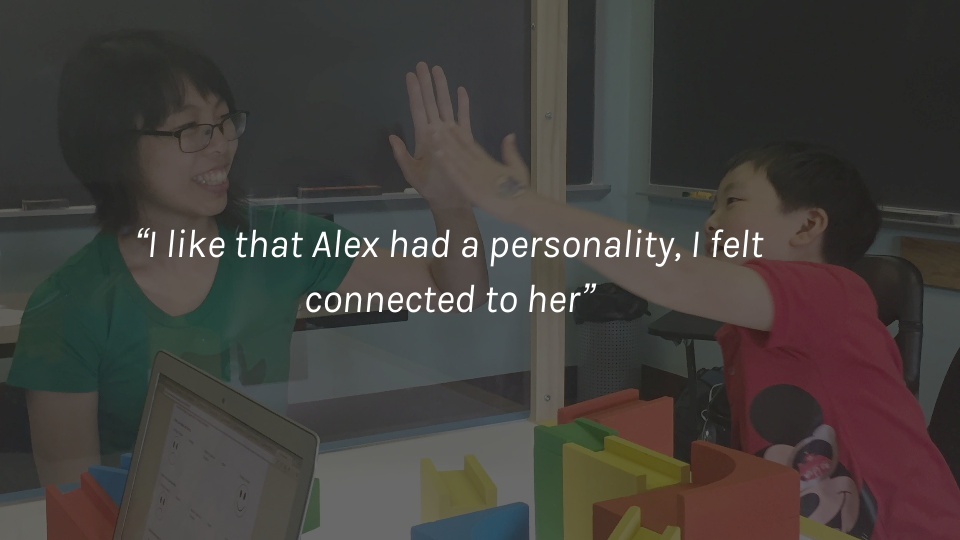 “I like that Alex had a personality, I felt
connected to her”